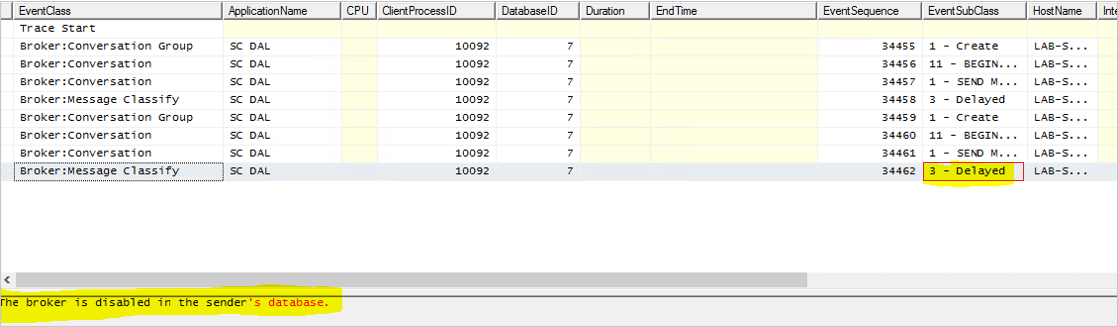 EventClass ApplicationName CPU ClientProcessID DatabaseID Duration EndTime EventSequence EventSubClass HostName Inte
Trace Start
Broker:Conversation Group SC DAL 10092 7 34455 1 - Create LAB-S...
Broker:Conversation SC DAL 10092 7 34456 11 - BEGIN... LAB-S...
Broker:Conversation SC DAL 10092 7 34457 1 - SEND M... LAB-S...
Broker:Message Classify SC DAL 10092 7 34458 3 - Delayed LAB-S...
Broker:Conversation Group SC DAL 10092 7 34459 1 - Create LAB-S...
Broker:Conversation SC DAL 10092 7 34460 11 - BEGIN... LAB-S...
Broker:Conversation SC DAL 10092 7 34461 1 - SEND M... LAB-S...
Broker:Message Classify SC DAL 10092 7 34462 3 - Delayed LAB-S...
The broker is disabled in the sender's database.